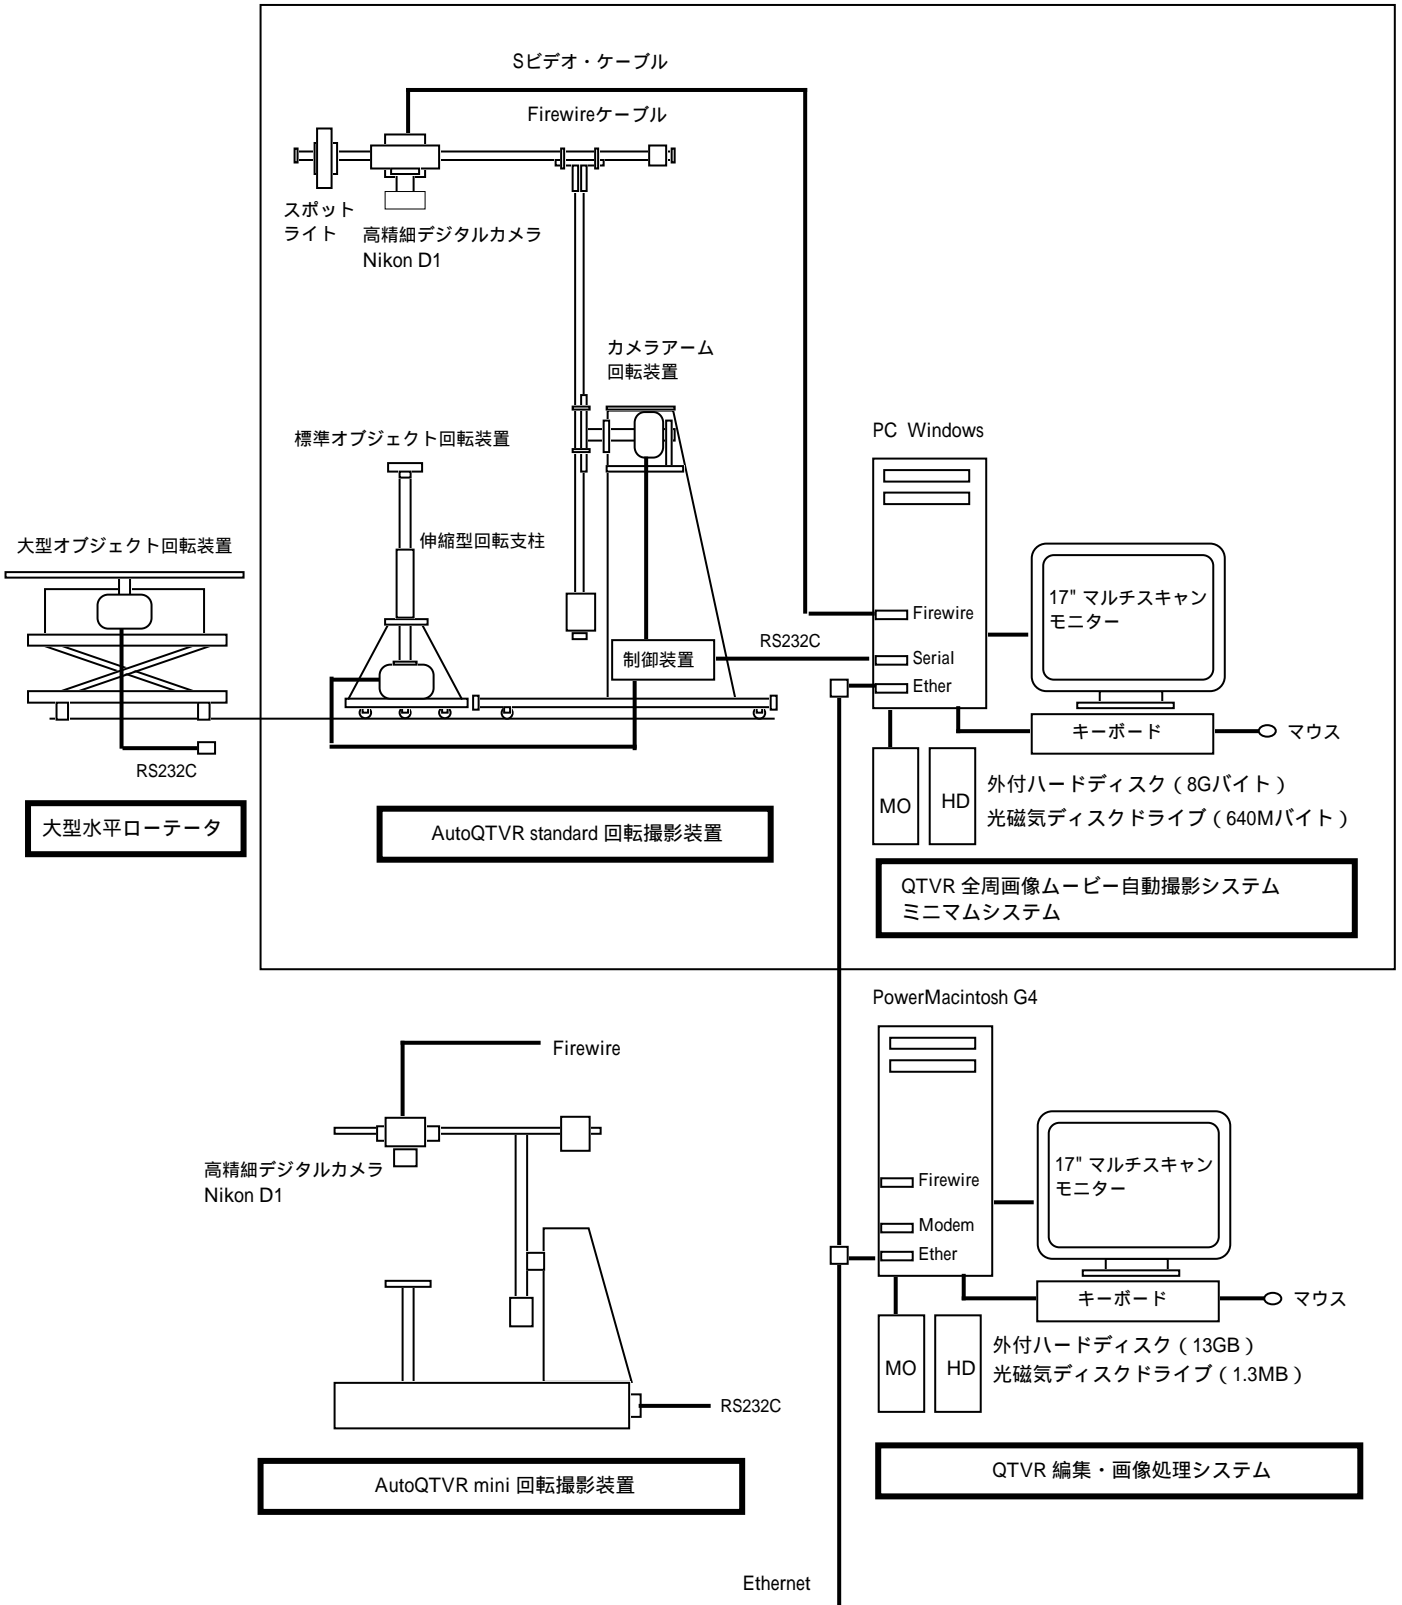 Sビデオ・ケーブル
Firewireケーブル
スポット
ライト
高精細デジタルカメラ
Nikon D1
カメラアーム
回転装置
標準オブジェクト回転装置
伸縮型回転支柱
大型オブジェクト回転装置
RS232C
大型水平ローテータ
制御装置
RS232C
AutoQTVR standard 回転撮影装置
PC Windows
Firewire
Serial
Ether
17" マルチスキャン
モニター
キーボード
マウス
MO
HD
外付ハードディスク（8Gバイト）
光磁気ディスクドライブ（640Mバイト）
QTVR 全周画像ムービー自動撮影システム
ミニマムシステム
Firewire
高精細デジタルカメラ
Nikon D1
RS232C
AutoQTVR mini 回転撮影装置
PowerMacintosh G4
Firewire
Modem
Ether
17" マルチスキャン
モニター
キーボード
マウス
MO
HD
外付ハードディスク（13GB）
光磁気ディスクドライブ（1.3MB）
QTVR 編集・画像処理システム
Ethernet